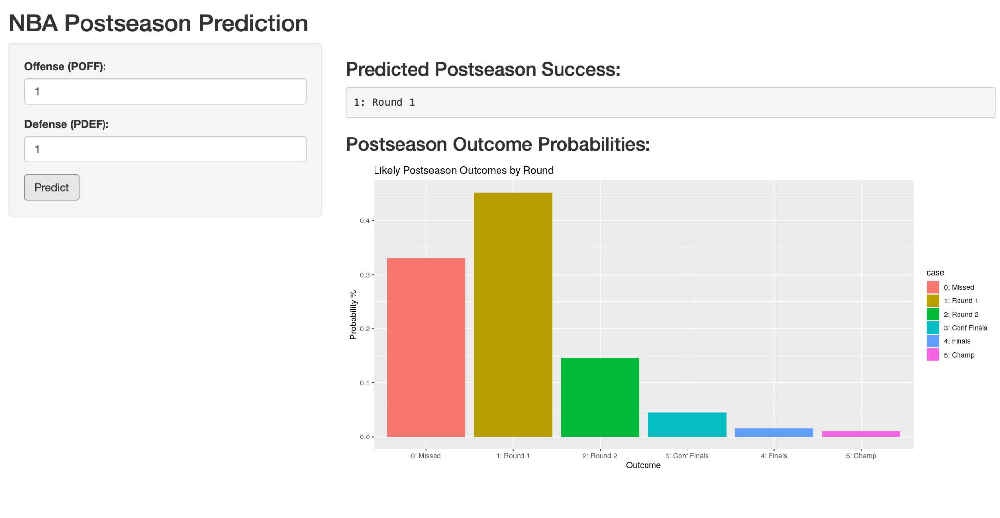 NBA Postseason Prediction
Offense (POFF):
1
Defense (PDEF):
1
Predict
Predicted Postseason Success:
1: Round 1
Postseason Outcome Probabilities:
Likely Postseason Outcomes by Round
Probability %
0.4
0.3
0.2
0.1
0.0
0: Missed
1: Round 1
2: Round 2
3: Conf Finals
4: Finals
5: Champ
Outcome
case
0: Missed
1: Round 1
2: Round 2
3: Conf Finals
4: Finals
5: Champ